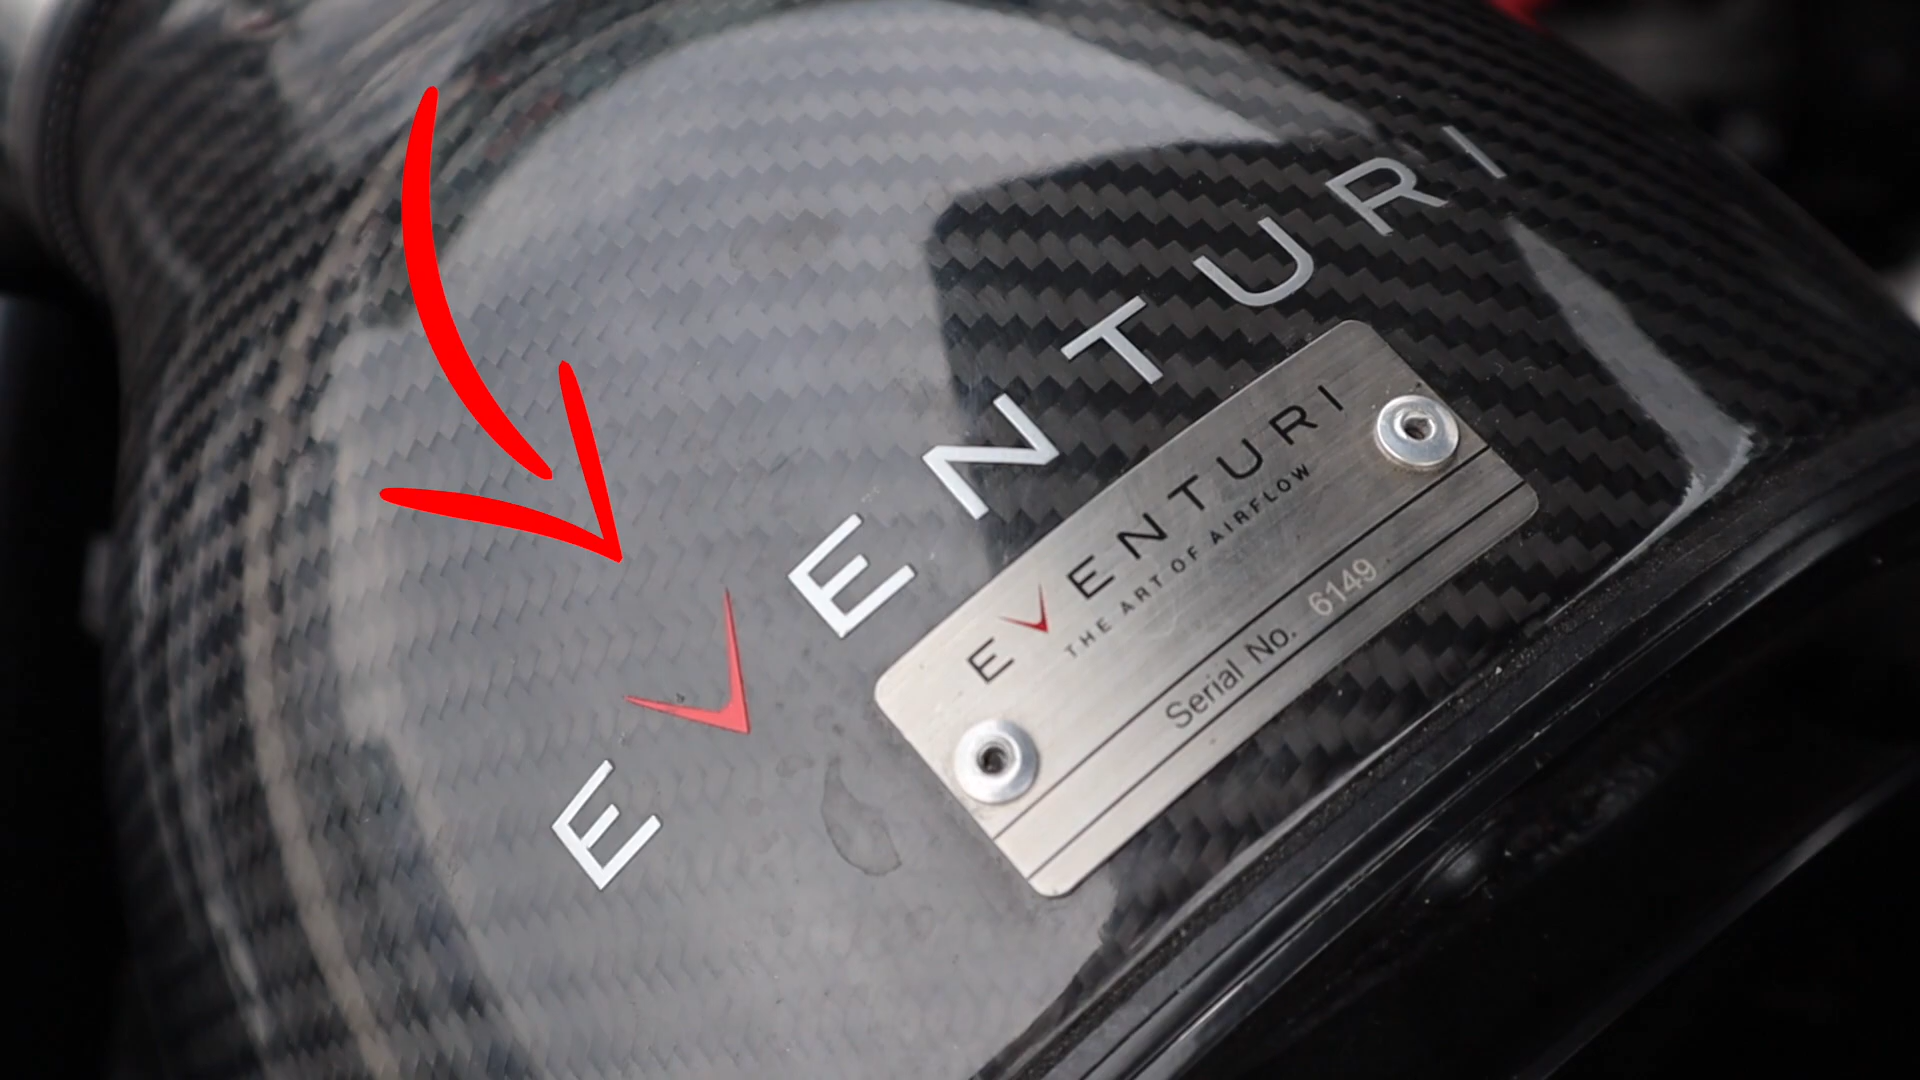 EVENTURI
EVENTURI
THE ART OF AIRFLOW
Serial No. 6149